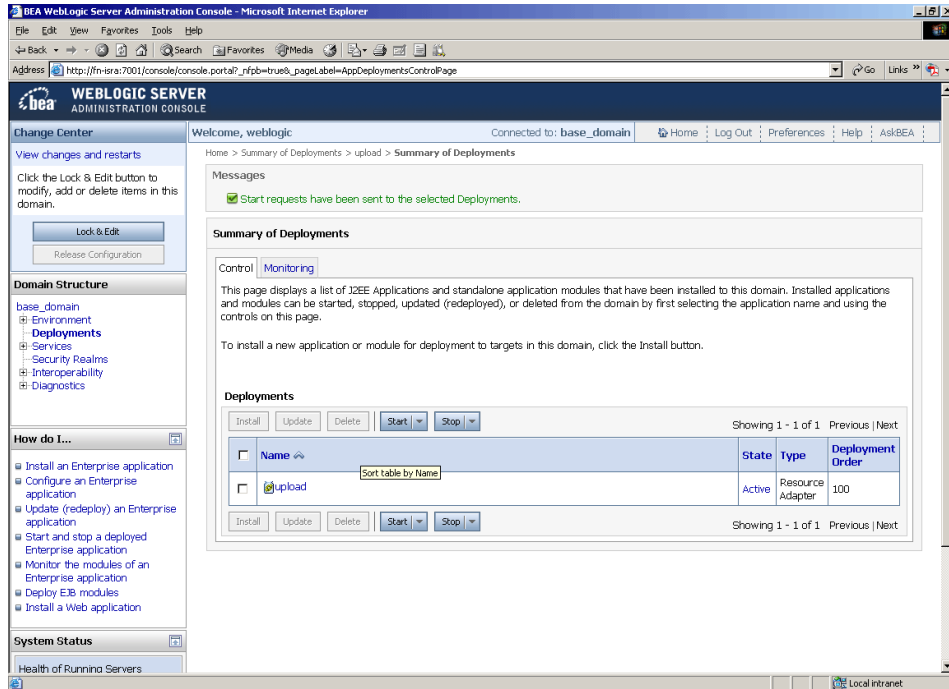 BEA WebLogic Server Administration Console - Microsoft Internet Explorer
File Edit View Favorites Tools Help
Back Search Favorites Media
Address http://fn-isra:7001/console/console.portal?_nfpb=true&_pageLabel=AppDeploymentsControlPage Go Links »
bea WEBLOGIC SERVER
ADMINISTRATION CONSOLE
Change Center
View changes and restarts
Click the Lock & Edit button to
modify, add or delete items in this
domain.
Lock & Edit
Release Configuration
Domain Structure
base_domain
Environment
Deployments
Services
Security Realms
Interoperability
Diagnostics
How do I...
Install an Enterprise application
Configure an Enterprise
application
Update (redeploy) an Enterprise
application
Start and stop a deployed
Enterprise application
Monitor the modules of an
Enterprise application
Deploy EJB modules
Install a Web application
System Status
Health of Running Servers
Welcome, weblogic Connected to: base_domain Home Log Out Preferences Help AskBEA
Home > Summary of Deployments > upload > Summary of Deployments
Messages
Start requests have been sent to the selected Deployments.
Summary of Deployments
Control Monitoring
This page displays a list of J2EE Applications and standalone application modules that have been installed to this domain. Installed applications
and modules can be started, stopped, updated (redeployed), or deleted from the domain by first selecting the application name and using the
controls on this page.
To install a new application or module for deployment to targets in this domain, click the Install button.
Deployments
Install Update Delete Start Stop Showing 1 - 1 of 1 Previous | Next
Name State Type Deployment
Order
Sort table by Name
upload Active Resource
Adapter 100
Install Update Delete Start Stop Showing 1 - 1 of 1 Previous | Next
Local intranet